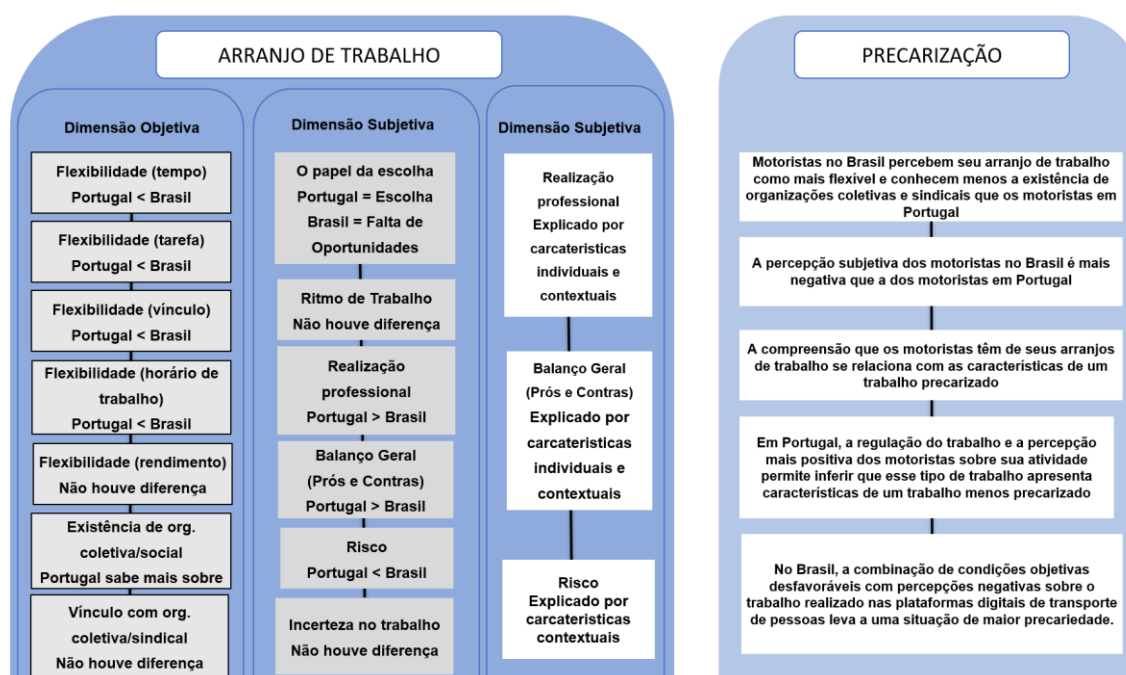 ARRANJO DE TRABALHO
Dimensão Objetiva
Flexibilidade (tempo)
Portugal < Brasil
Flexibilidade (tarefa)
Portugal < Brasil
Flexibilidade (vínculo)
Portugal < Brasil
Flexibilidade (horário de
trabalho)
Portugal < Brasil
Flexibilidade (rendimento)
Não houve diferença
Existência de org.
coletiva/social
Portugal sabe mais sobre
Vínculo com org.
coletiva/sindical
Não houve diferença
Dimensão Subjetiva
O papel da escolha
Portugal = Escolha
Brasil = Falta de
Oportunidades
Ritmo de Trabalho
Não houve diferença
Realização
professional
Portugal > Brasil
Balanço Geral
(Prós e Contras)
Portugal > Brasil
Risco
Portugal < Brasil
Incerteza no trabalho
Não houve diferença
Dimensão Subjetiva
Realização
professional
Explicado por
carcateristicas
individuais e
contextuais
Balanço Geral
(Prós e Contras)
Explicado por
carcateristicas
individuais e
contextuais
Risco
Explicado por
carcateristicas
contextuais
PRECARIZAÇÃO
Motoristas no Brasil percebem seu arranjo de trabalho
como mais flexível e conhecem menos a existência de
organizações coletivas e sindicais que os motoristas em
Portugal
A percepção subjetiva dos motoristas no Brasil é mais
negativa que a dos motoristas em Portugal
A compreensão que os motoristas têm de seus arranjos
de trabalho se relaciona com as características de um
trabalho precarizado
Em Portugal, a regulação do trabalho e a percepção
mais positiva dos motoristas sobre sua atividade
permite inferir que esse tipo de trabalho apresenta
características de um trabalho menos precarizado
No Brasil, a combinação de condições objetivas
desfavoráveis com percepções negativas sobre o
trabalho realizado nas plataformas digitais de transporte
de pessoas leva a uma situação de maior precariedade.